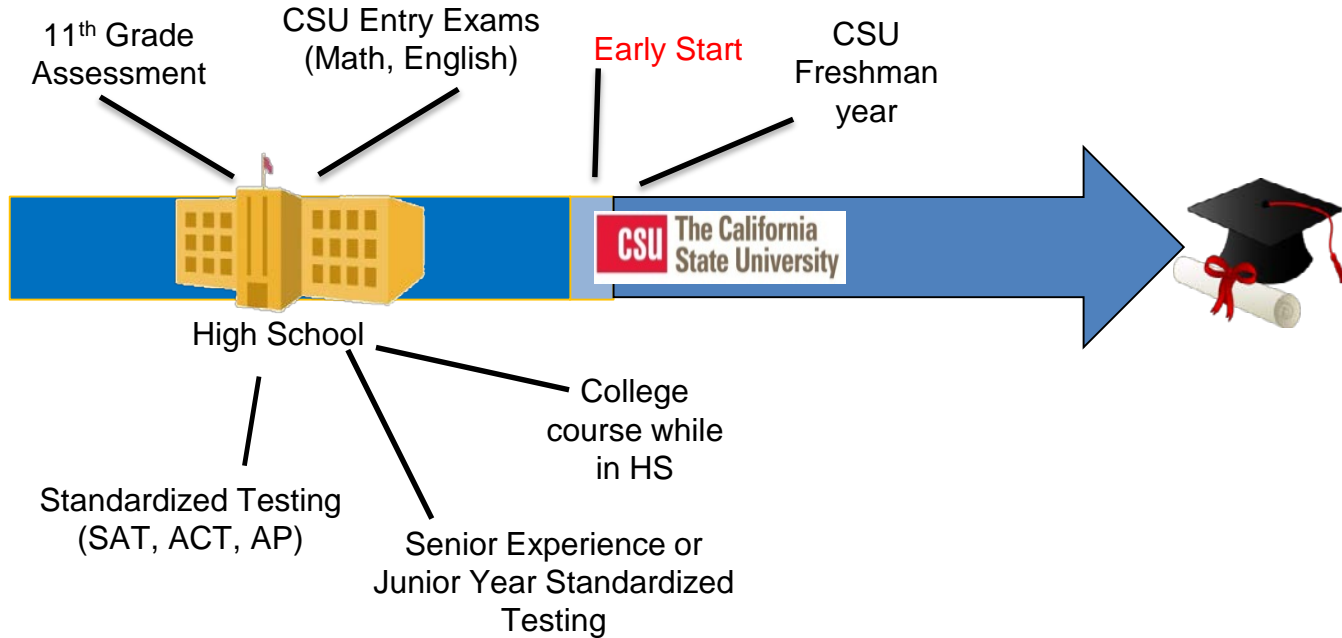 11th Grade
Assessment
CSU Entry Exams
(Math, English)
Early Start
CSU
Freshman
year
CSU The California
State University
High School
College
course while
in HS
Standardized Testing
(SAT, ACT, AP)
Senior Experience or
Junior Year Standardized
Testing